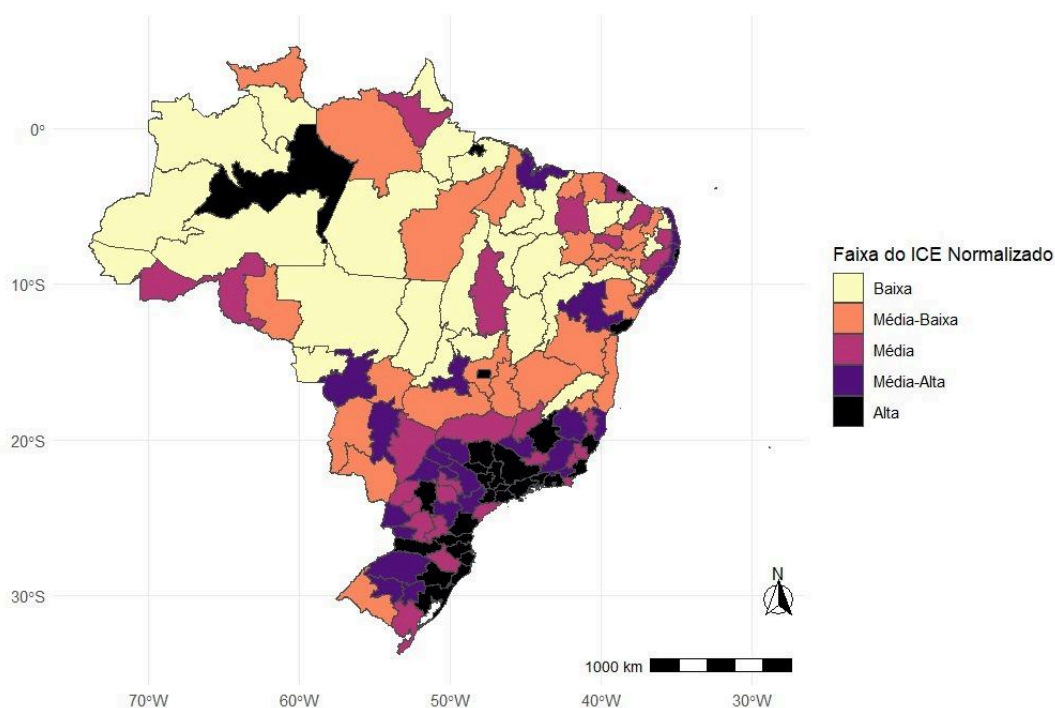 0°
10°S
20°S
30°S
70°W
60°W
50°W
40°W
30°W
Faixa do ICE Normalizado
Baixa
Média-Baixa
Média
Média-Alta
Alta
N
1000 km